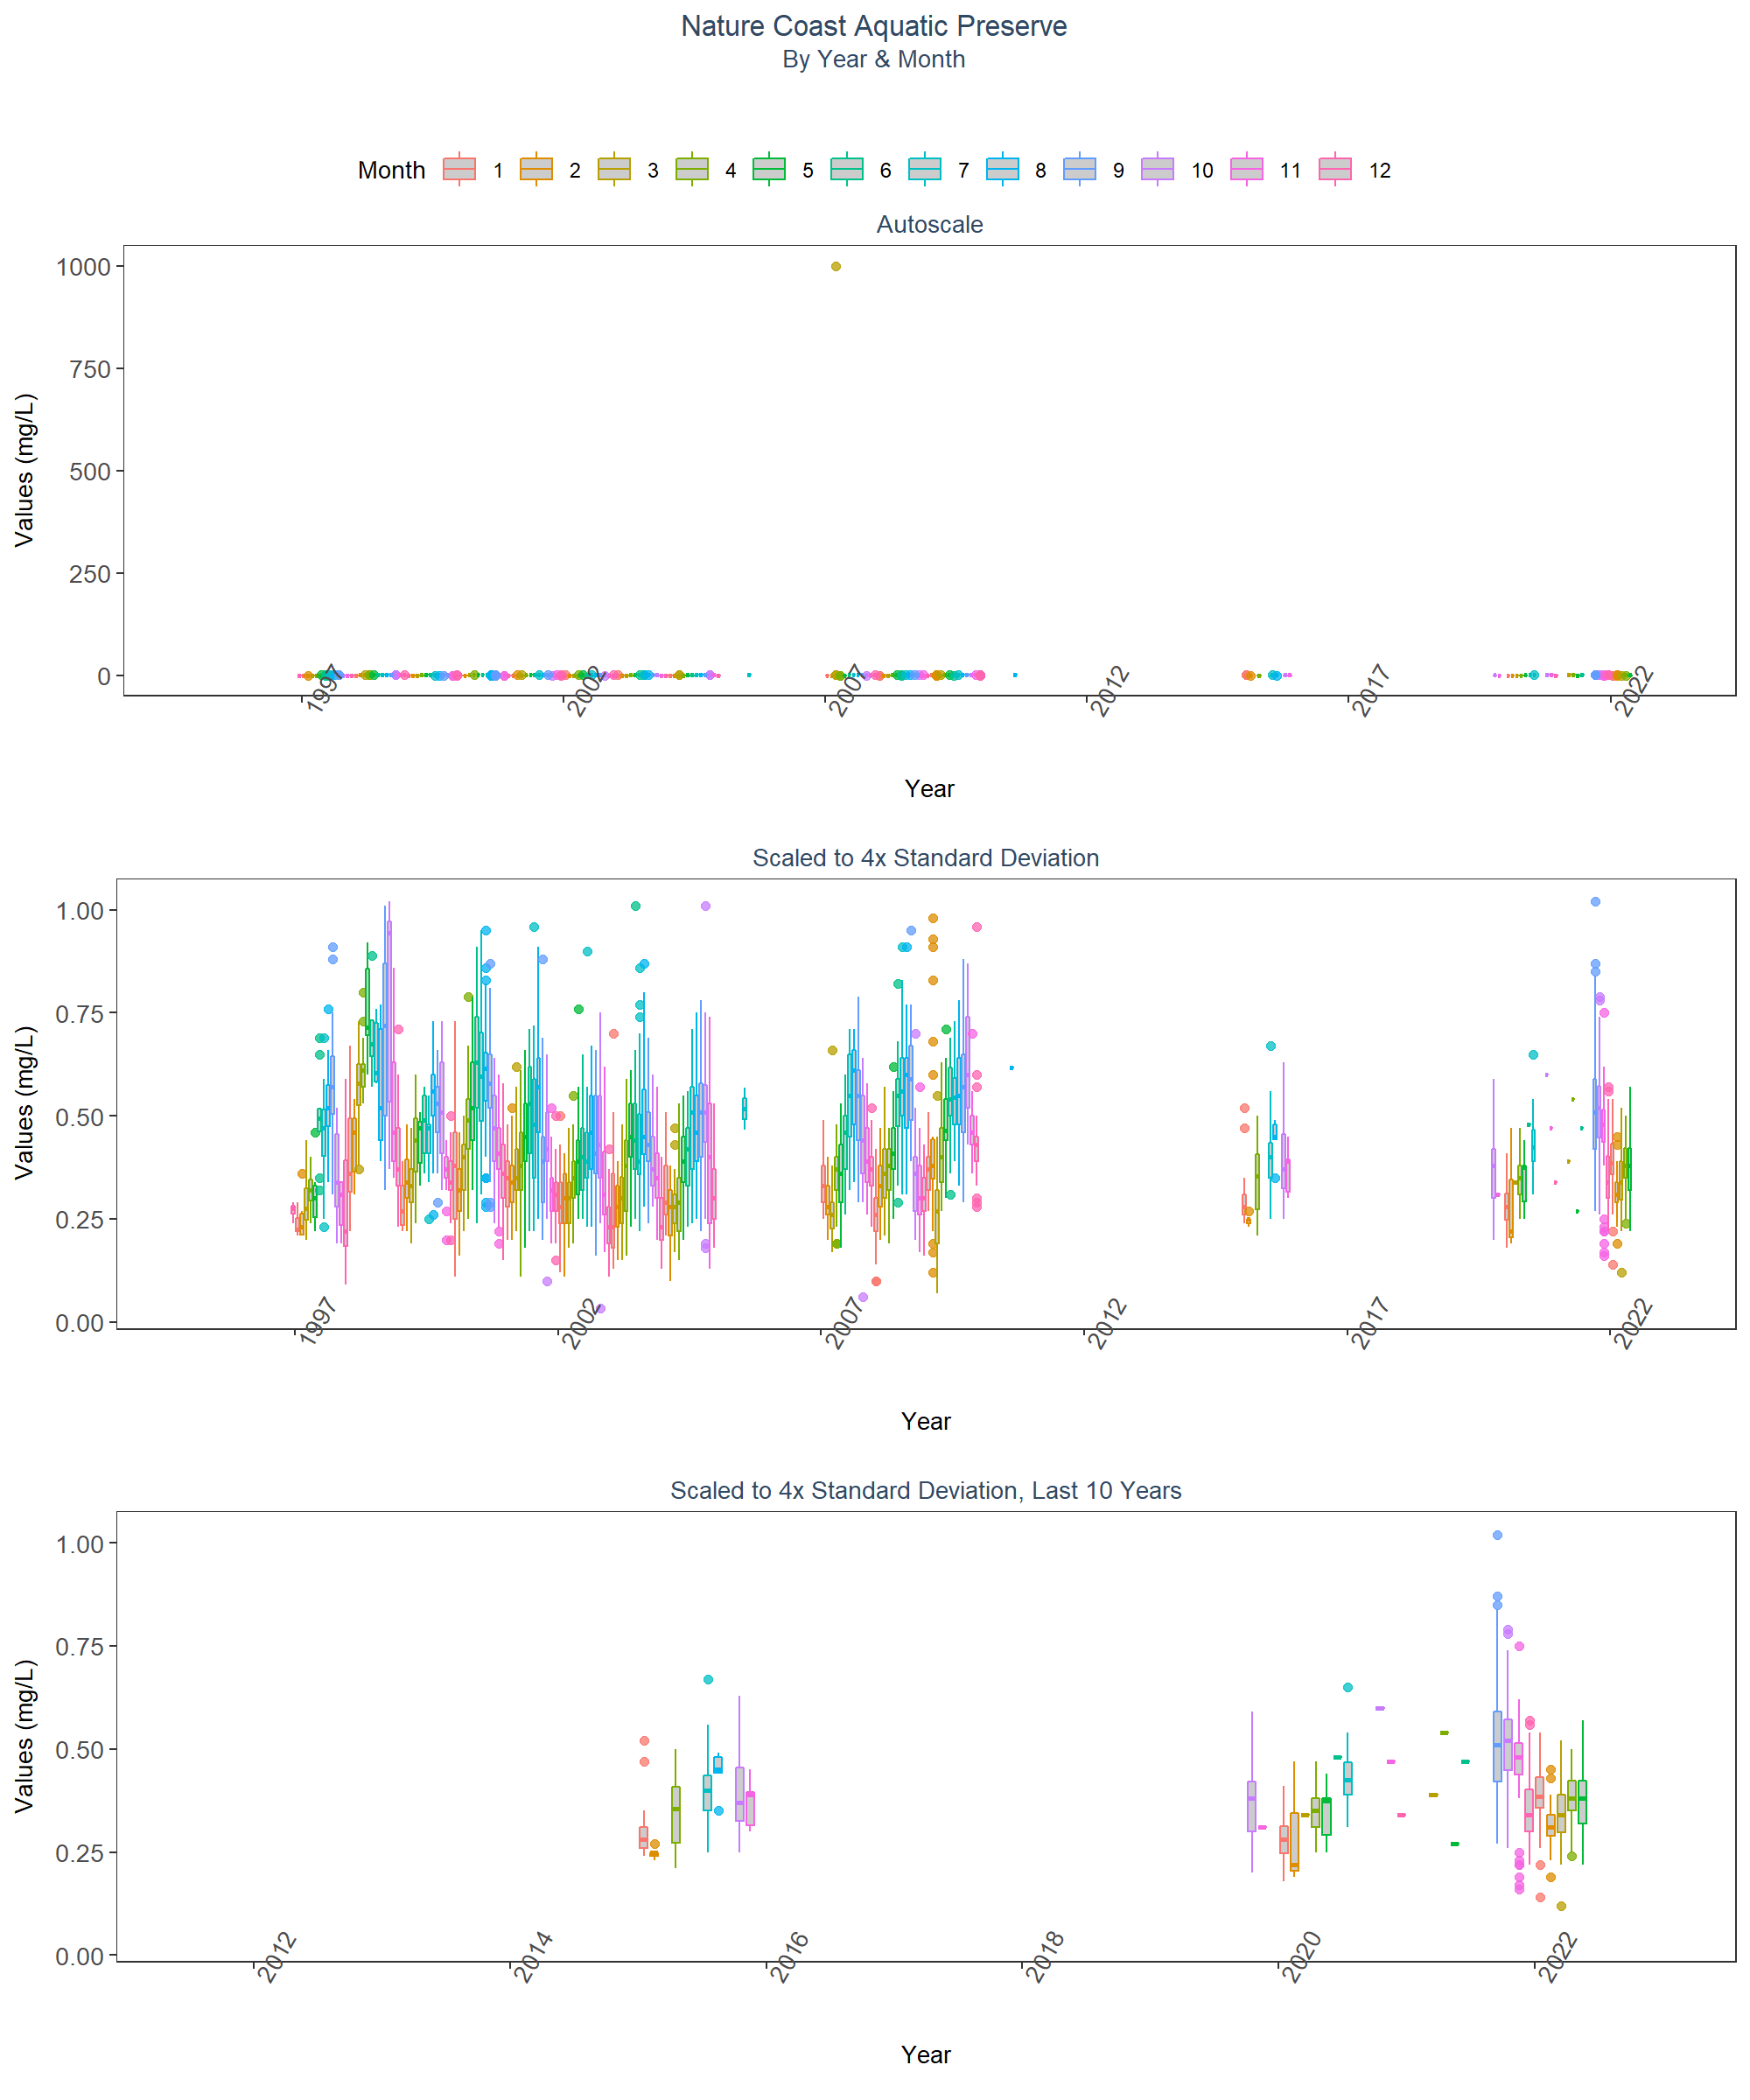 Nature Coast Aquatic Preserve
By Year & Month
Month 1 2 3 4 5 6 7 8 9 10 11 12
Autoscale
1000
750
500
250
0
Values (mg/L)
1997 2002 2007 2012 2017 2022
Year
Scaled to 4x Standard Deviation
1.00
0.75
0.50
0.25
0.00
Values (mg/L)
1997 2002 2007 2012 2017 2022
Year
Scaled to 4x Standard Deviation, Last 10 Years
1.00
0.75
0.50
0.25
0.00
Values (mg/L)
2012 2014 2016 2018 2020 2022
Year